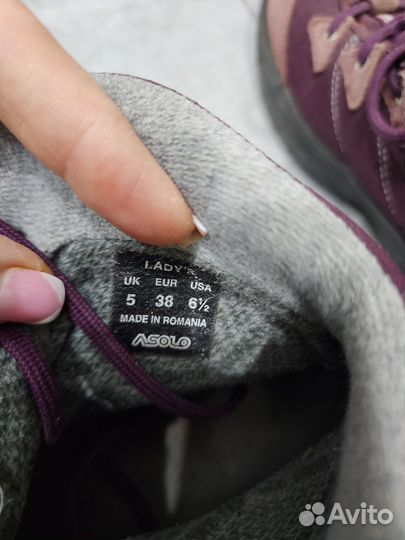 LADY'S
UK EUR USA
5 38 6½
MADE IN ROMANIA
ASOLO
Avito